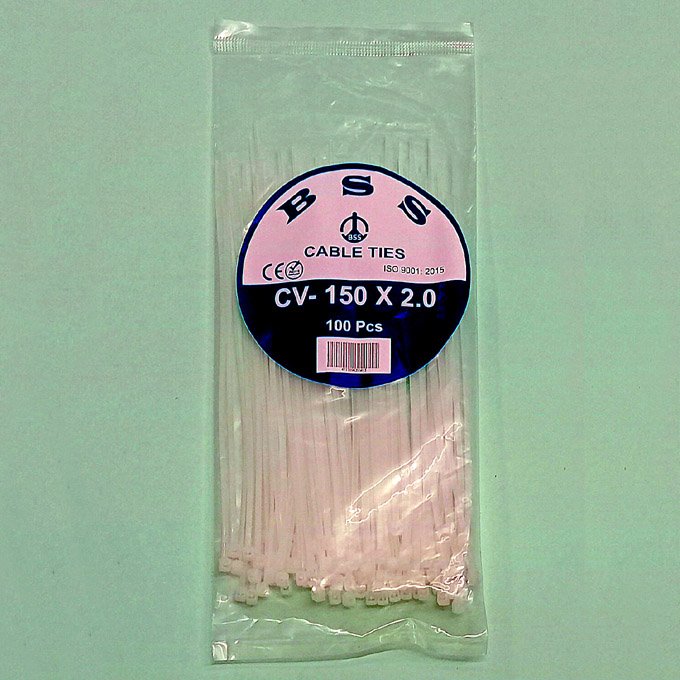 BSS
BSS
CABLE TIES
CE
ISO 9001: 2015
CV- 150 X 2.0
100 Pcs